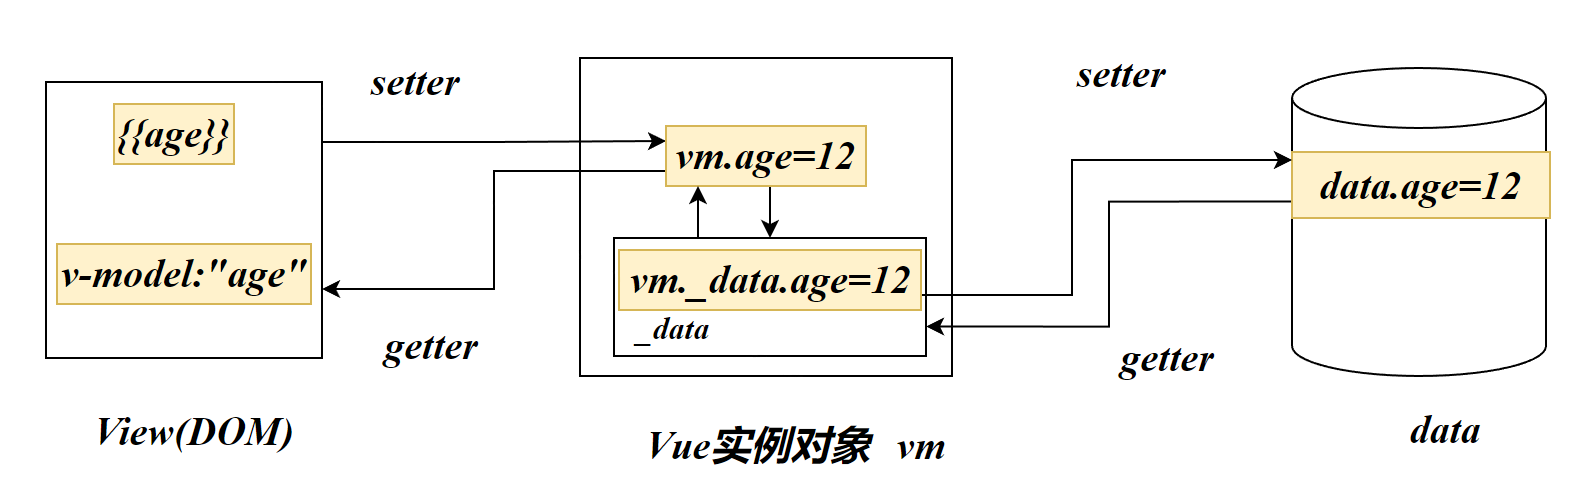 setter
setter
{{age}}
vm.age=12
data.age=12
v-model:"age"
vm._data.age=12
_data
getter
getter
View(DOM)
Vue实例对象 vm
data